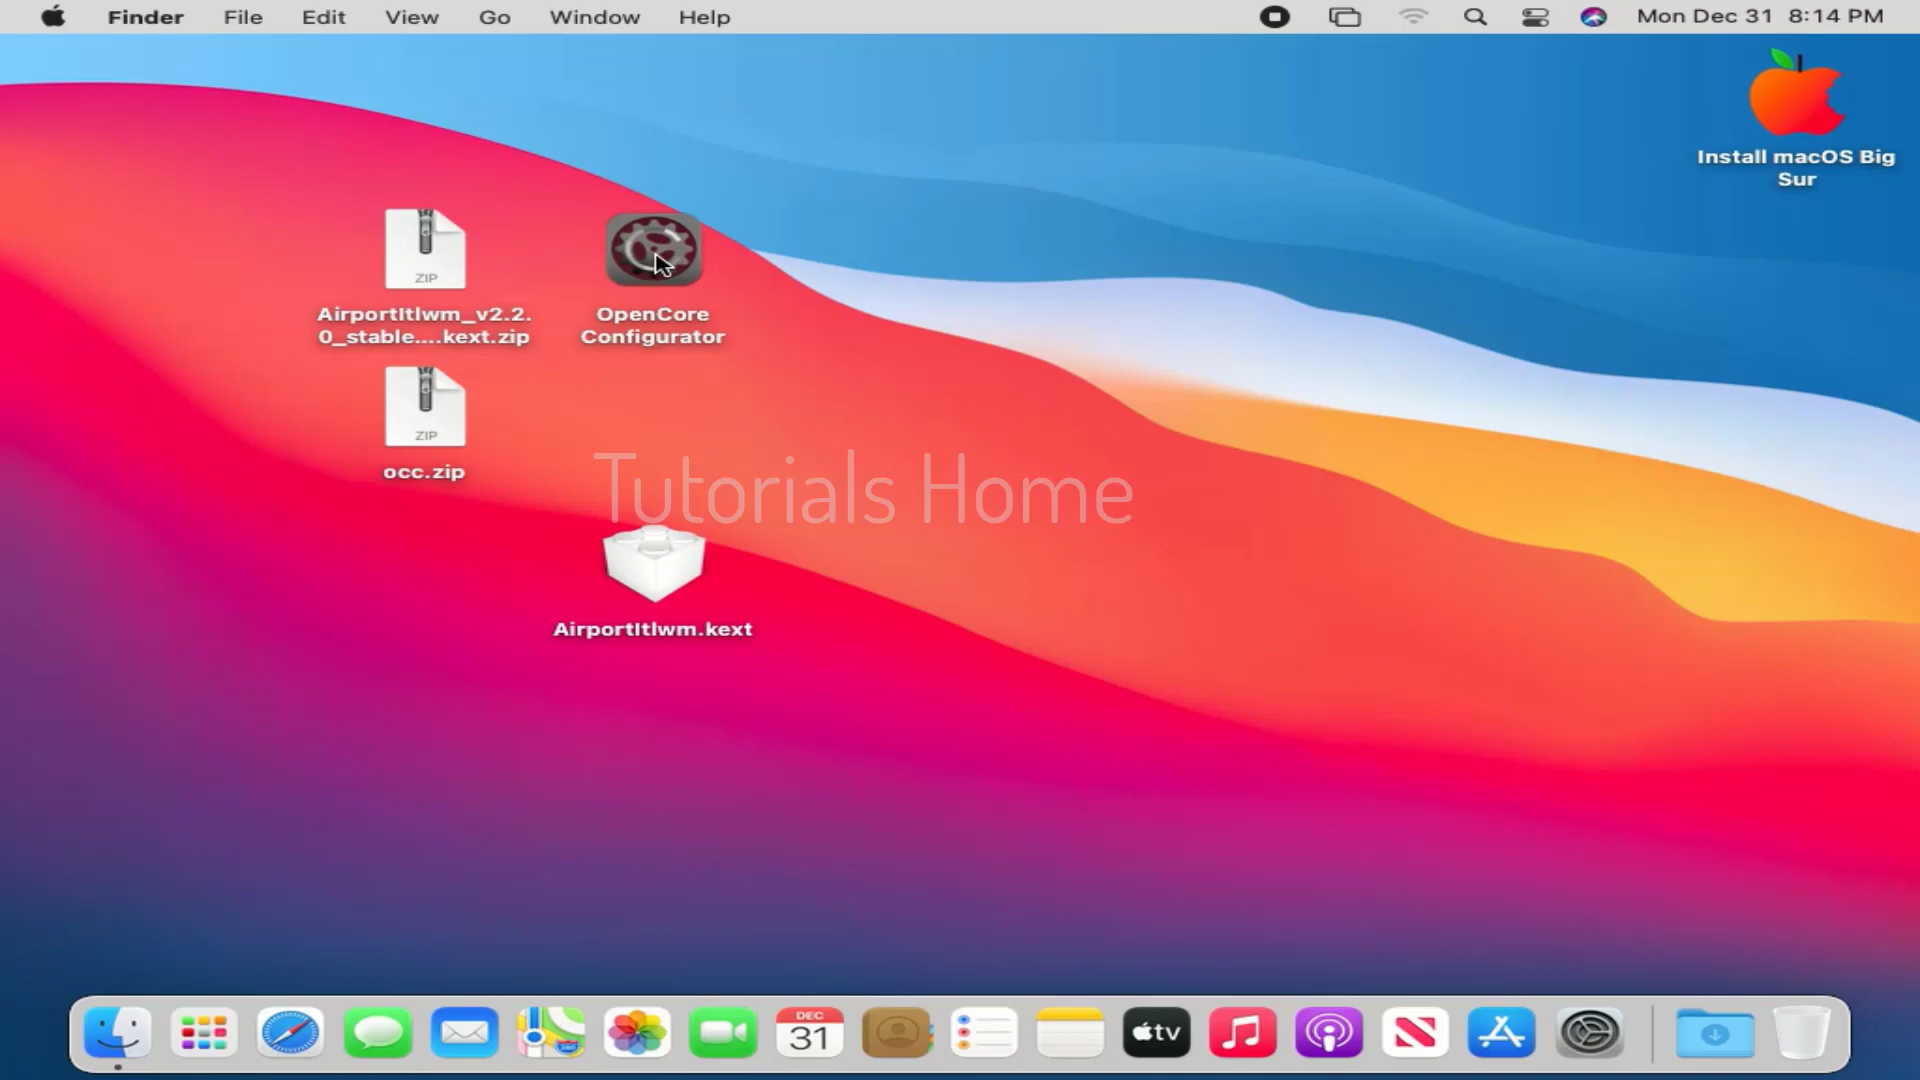 Finder File Edit View Go Window Help Mon Dec 31 8:14 PM
Install macOS Big
Sur
ZIP
AirportItlwm_v2.2.
0_stable....kext.zip
OpenCore
Configurator
ZIP
occ.zip
Tutorials Home
AirportItlwm.kext
DEC
31
tv